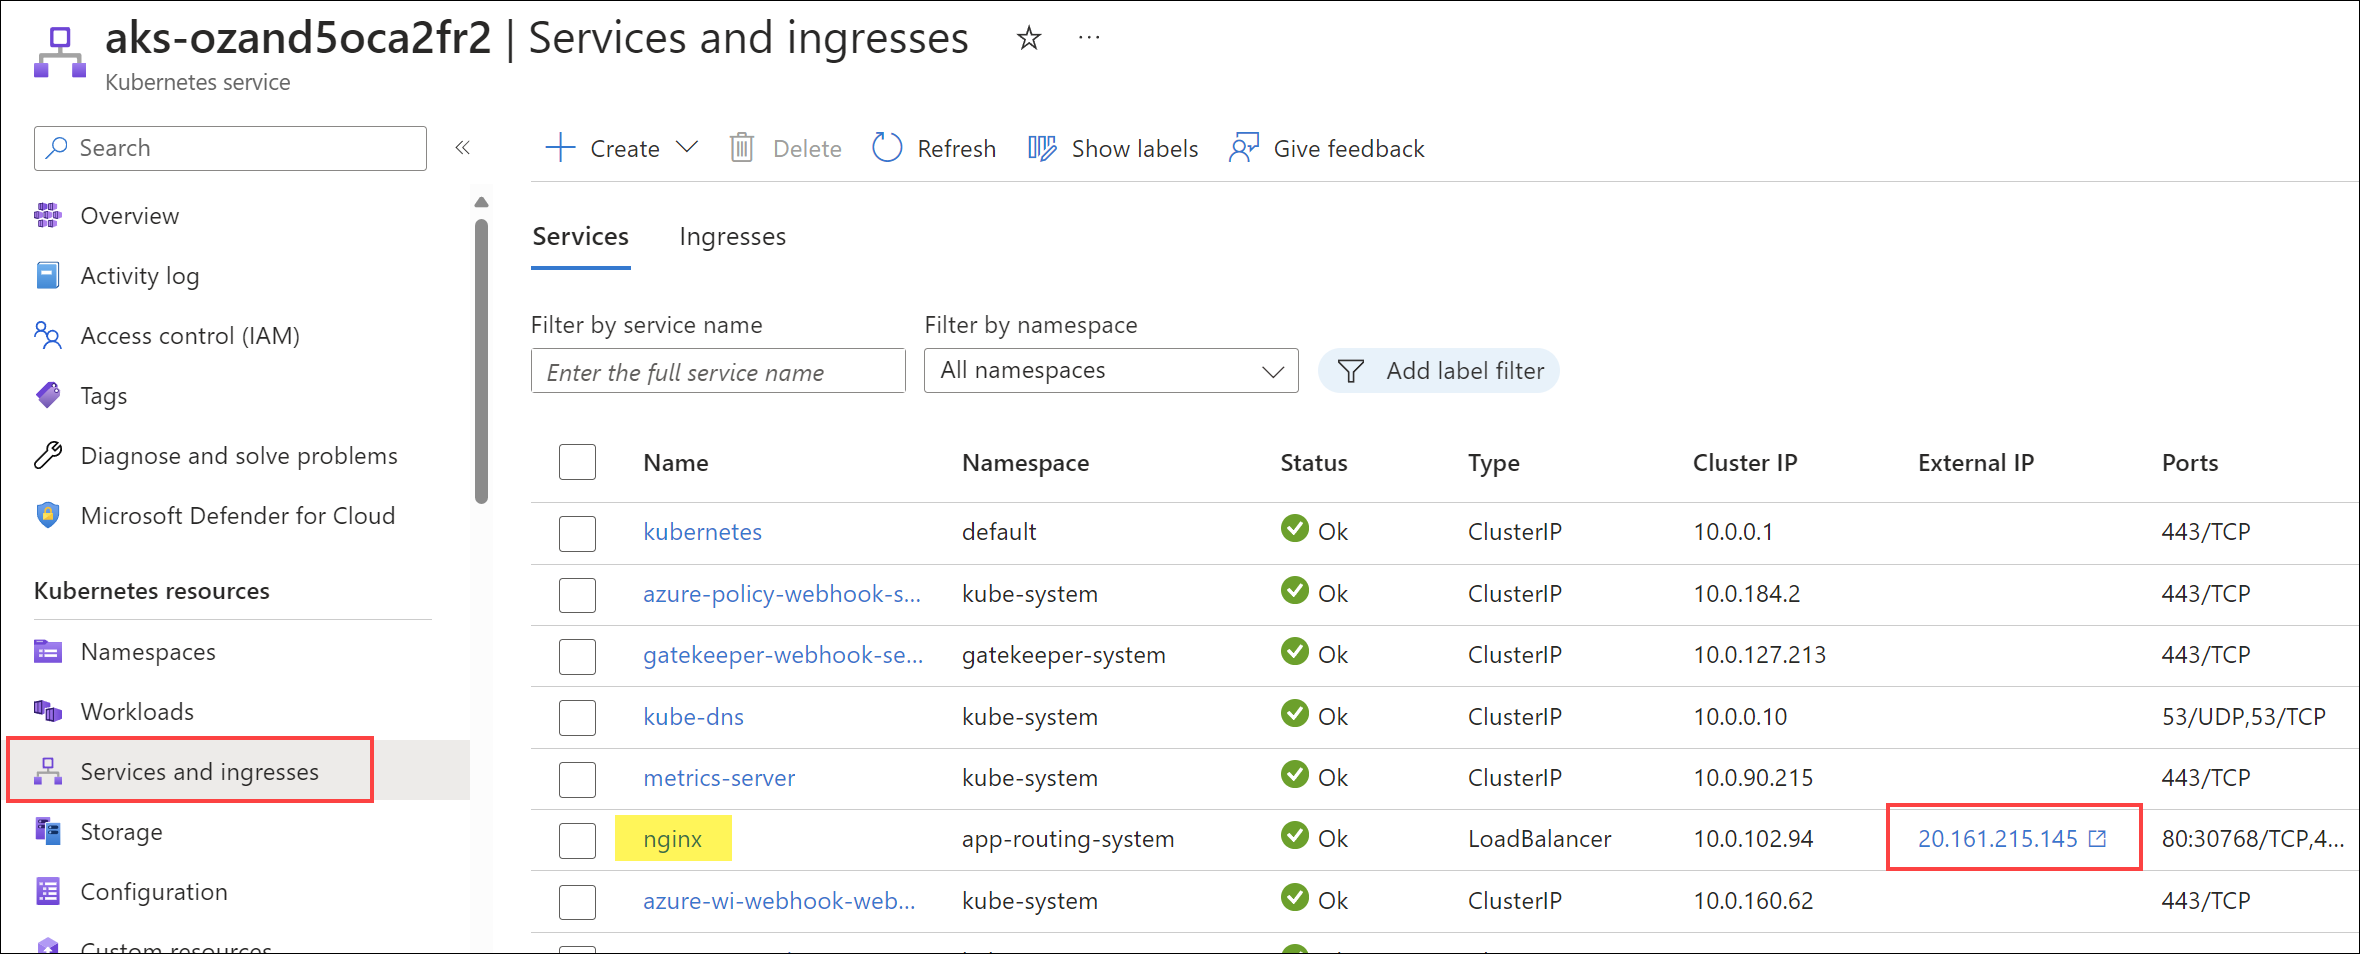 aks-ozand5oca2fr2 | Services and ingresses ☆ ···
Kubernetes service
Search «
Overview
Activity log
Access control (IAM)
Tags
Diagnose and solve problems
Microsoft Defender for Cloud
Kubernetes resources
Namespaces
Workloads
Services and ingresses
Storage
Configuration
Custom resources
Create Delete Refresh Show labels Give feedback
Services Ingresses
Filter by service name Filter by namespace
Enter the full service name All namespaces Add label filter
Name Namespace Status Type Cluster IP External IP Ports
kubernetes default Ok ClusterIP 10.0.0.1 443/TCP
azure-policy-webhook-s... kube-system Ok ClusterIP 10.0.184.2 443/TCP
gatekeeper-webhook-se... gatekeeper-system Ok ClusterIP 10.0.127.213 443/TCP
kube-dns kube-system Ok ClusterIP 10.0.0.10 53/UDP,53/TCP
metrics-server kube-system Ok ClusterIP 10.0.90.215 443/TCP
nginx app-routing-system Ok LoadBalancer 10.0.102.94 20.161.215.145 80:30768/TCP,4...
azure-wi-webhook-web... kube-system Ok ClusterIP 10.0.160.62 443/TCP